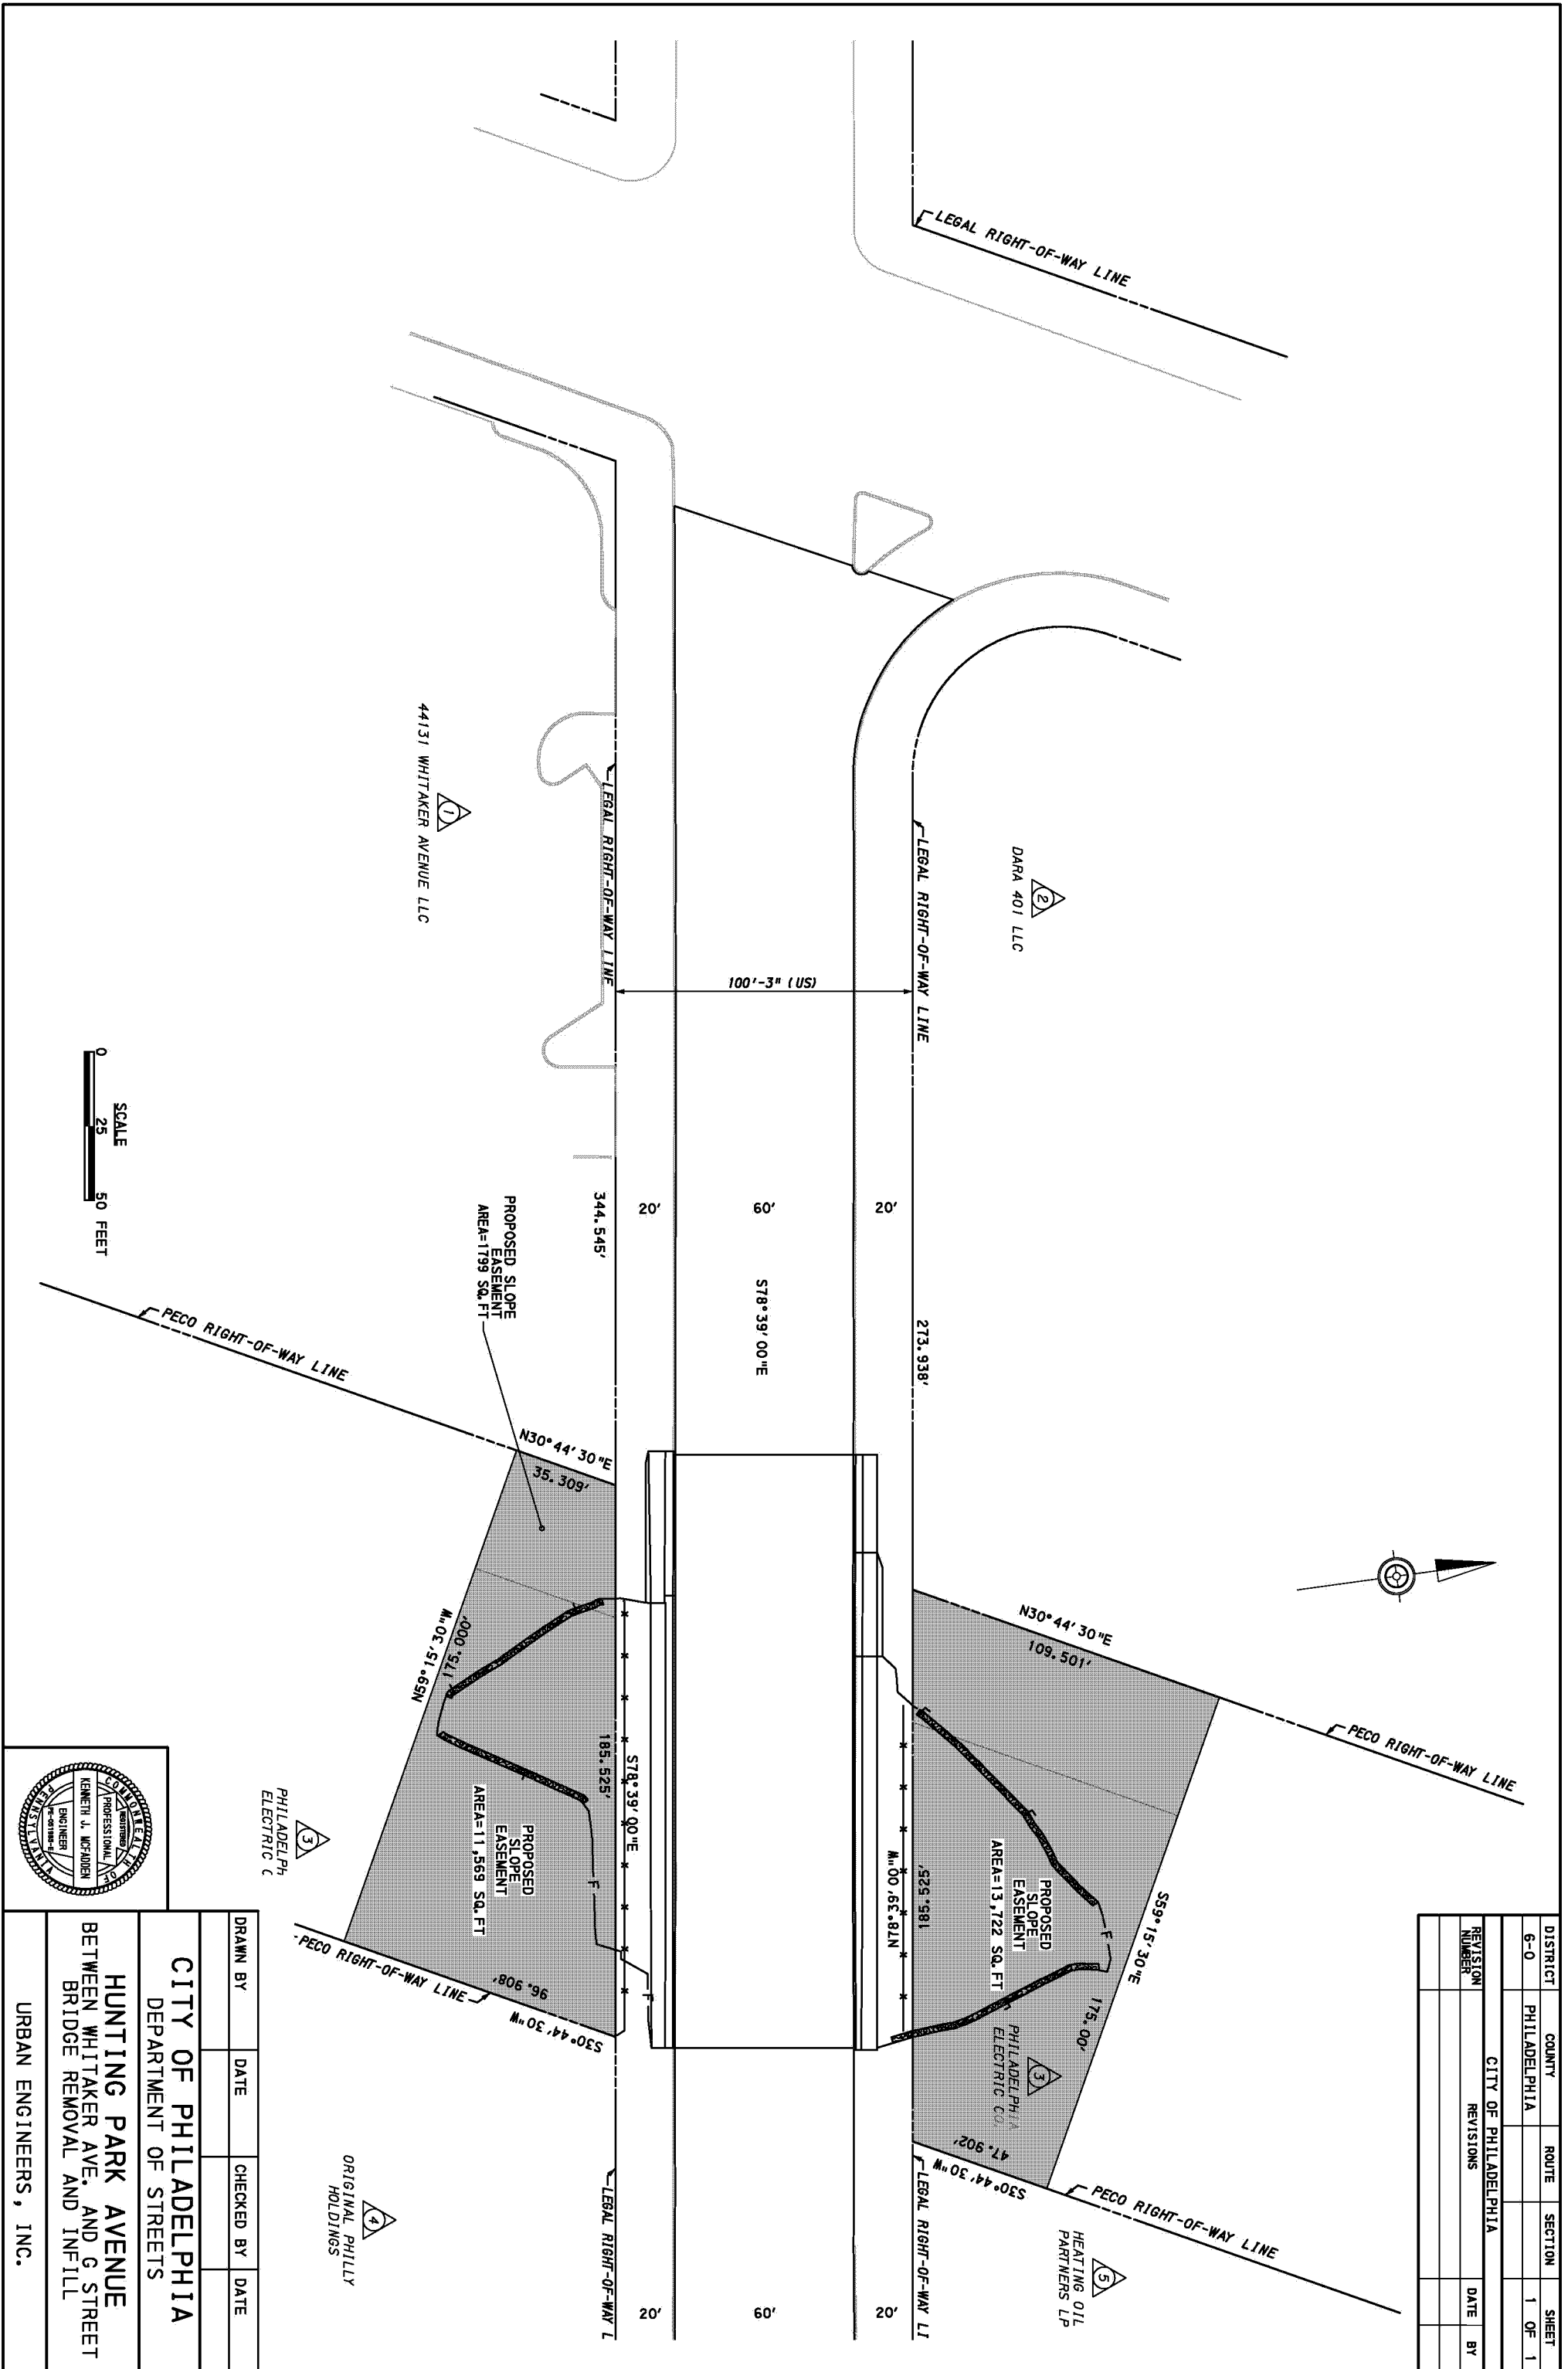 DISTRICT COUNTY ROUTE SECTION SHEET
6-0 PHILADELPHIA 1 OF 1
CITY OF PHILADELPHIA
REVISION NUMBER REVISIONS DATE BY
LEGAL RIGHT-OF-WAY LINE
2
DARA 401 LLC
LEGAL RIGHT-OF-WAY LINE
273.938'
N30°44'30"E
109.501'
PECO RIGHT-OF-WAY LINE
S59°15'30"E
175.00'
PROPOSED
SLOPE
EASEMENT
AREA=13,722 SQ.FT
185.525'
N78°39'00"W
F
3
PHILADELPHIA
ELECTRIC CO.
47.902'
S30°44'30"W
PECO RIGHT-OF-WAY LINE
5
HEATING OIL
PARTNERS LP
LEGAL RIGHT-OF-WAY LI
100'-3" (US)
20'
60'
20'
S78°39'00"E
20'
60'
20'
LEGAL RIGHT-OF-WAY LINE
344.545'
1
44131 WHITAKER AVENUE LLC
PROPOSED SLOPE
EASEMENT
AREA=1799 SQ.FT
PECO RIGHT-OF-WAY LINE
N30°44'30"E
35.309'
N59°15'30"W
175.000'
S78°39'00"E
185.525'
PROPOSED
SLOPE
EASEMENT
AREA=11,569 SQ.FT
F
F
96.908'
S30°44'30"W
PECO RIGHT-OF-WAY LINE
LEGAL RIGHT-OF-WAY L
3
PHILADELPH
ELECTRIC C
4
ORIGINAL PHILLY
HOLDINGS
SCALE
0 25 50 FEET
COMMONWEALTH OF
REGISTERED
PROFESSIONAL
KENNETH J. MCFADDEN
ENGINEER
PENNSYLVANIA
DRAWN BY DATE CHECKED BY DATE
CITY OF PHILADELPHIA
DEPARTMENT OF STREETS
HUNTING PARK AVENUE
BETWEEN WHITAKER AVE. AND G STREET
BRIDGE REMOVAL AND INFILL
URBAN ENGINEERS, INC.